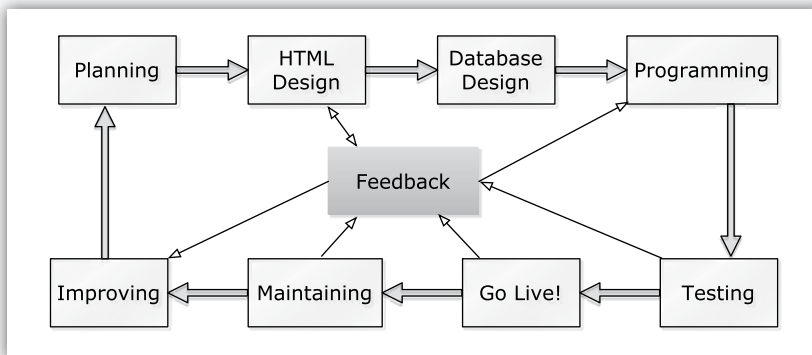 Planning
HTML
Design
Database
Design
Programming
Feedback
Improving
Maintaining
Go Live!
Testing